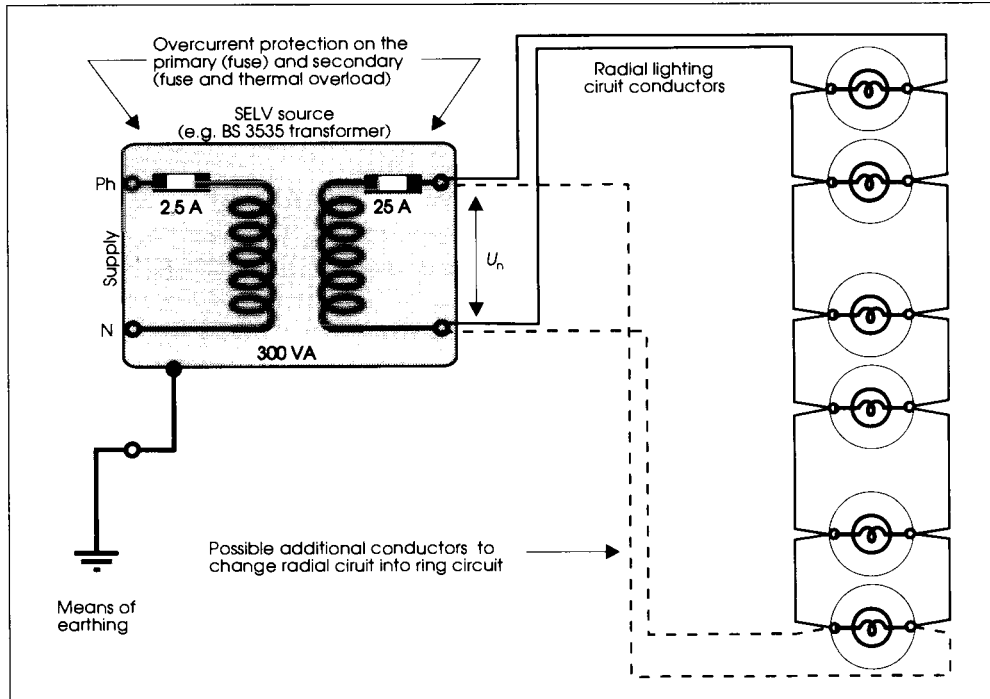 Overcurrent protection on the
primary (fuse) and secondary
(fuse and thermal overload)
Radial lighting
ciruit conductors
SELV source
(e.g. BS 3535 transformer)
Ph
2.5 A
25 A
Supply
Un
N
300 VA
Possible additional conductors to
change radial ciruit into ring circuit
Means of
earthing